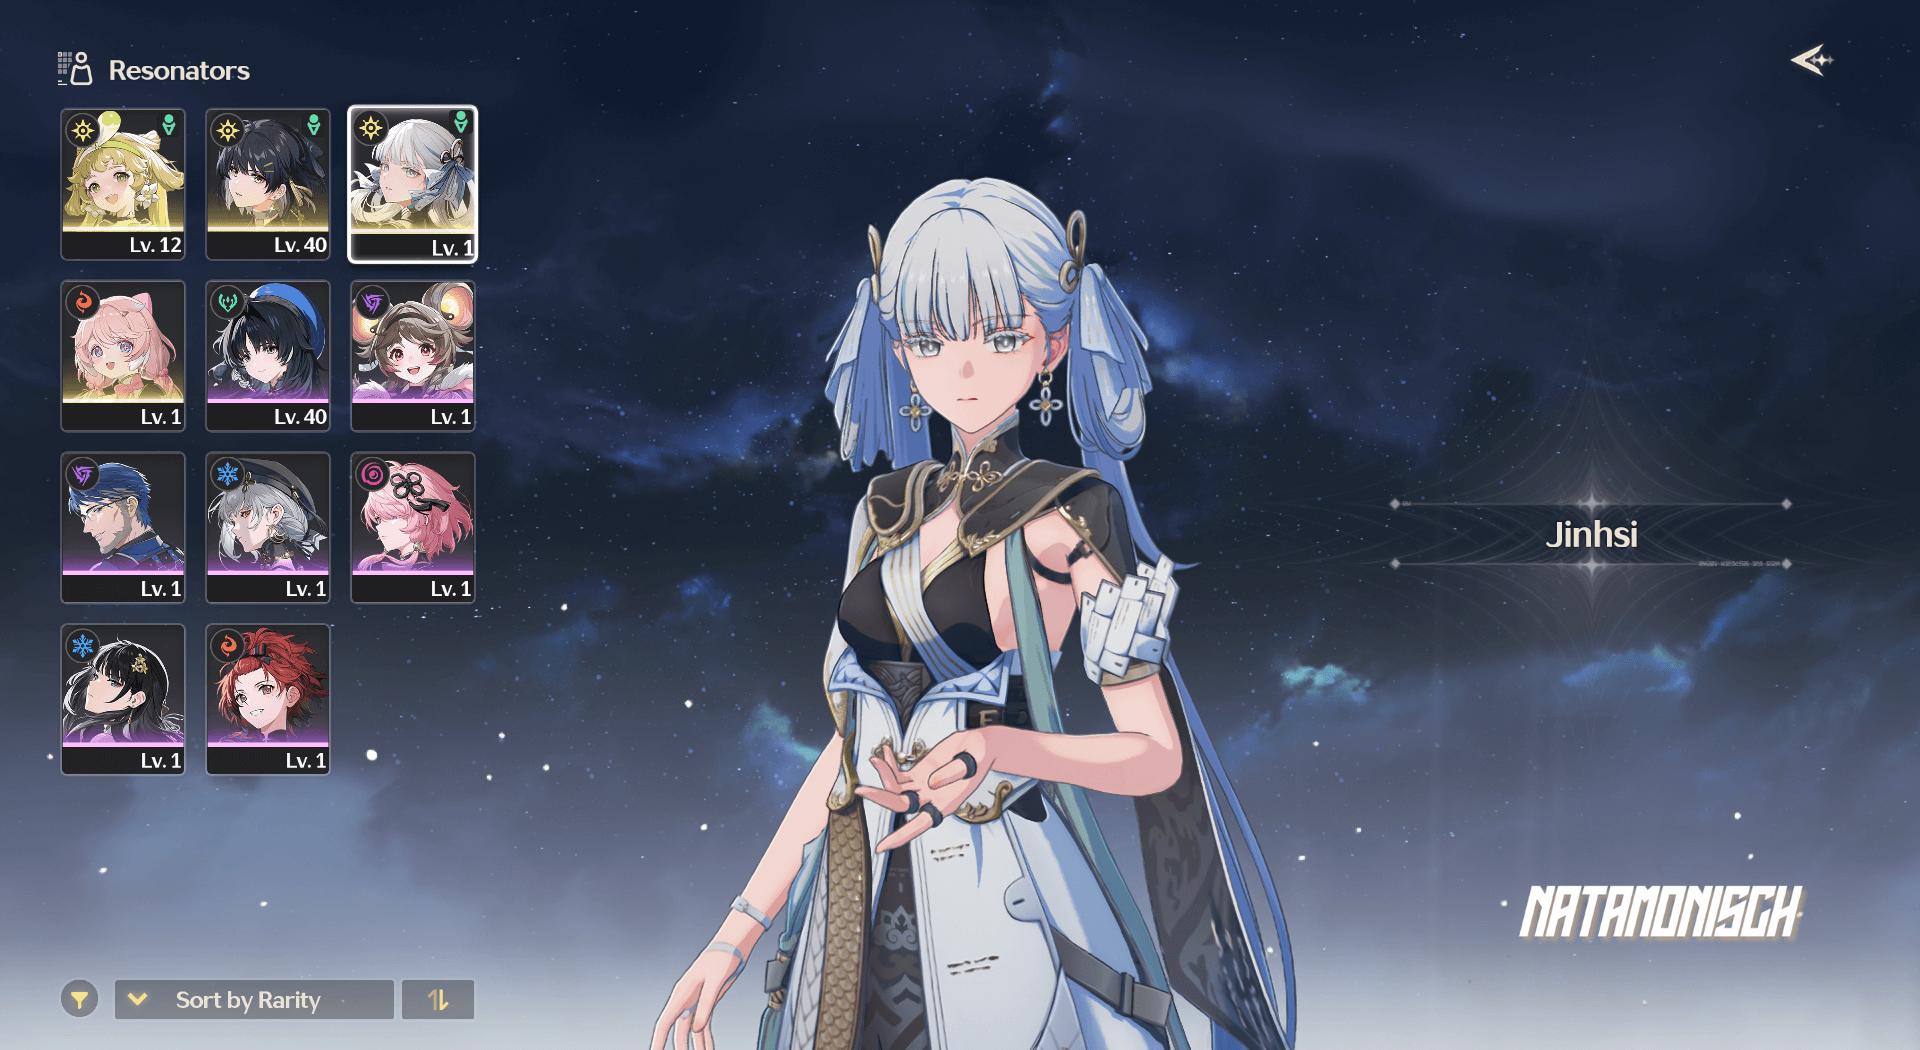 Resonators
Lv. 12
Lv. 40
Lv. 1
Lv. 1
Lv. 40
Lv. 1
Lv. 1
Lv. 1
Lv. 1
Lv. 1
Lv. 1
Jinhsi
NATAMONISCH
Sort by Rarity